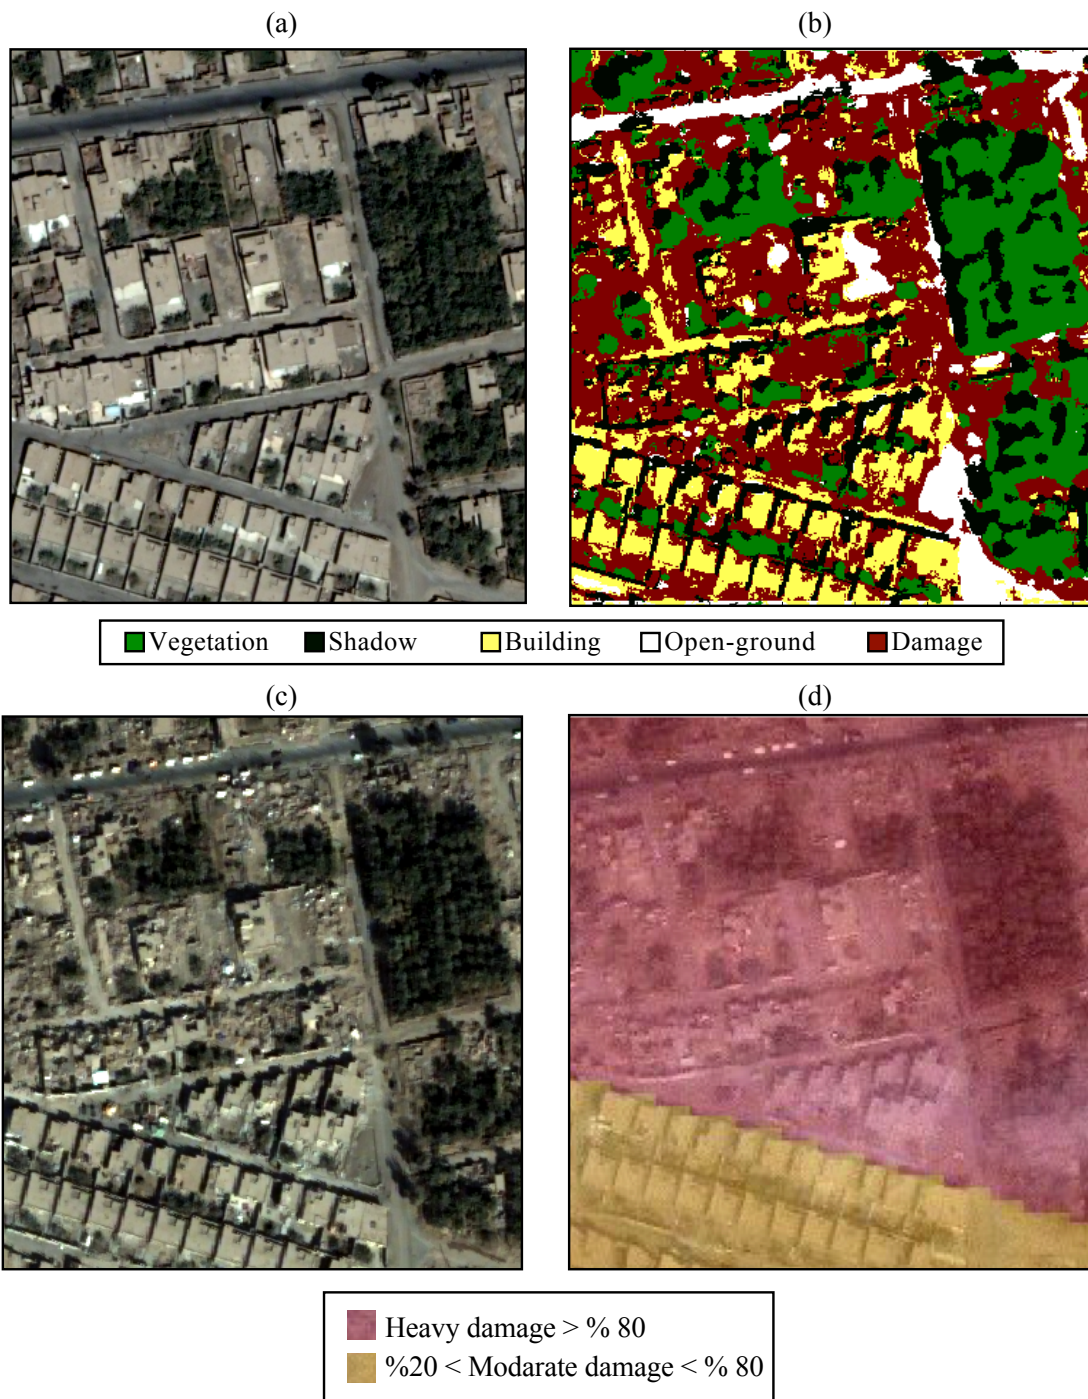 (a)
(b)
Vegetation Shadow Building Open-ground Damage
(c)
(d)
Heavy damage > % 80
%20 < Modarate damage < % 80